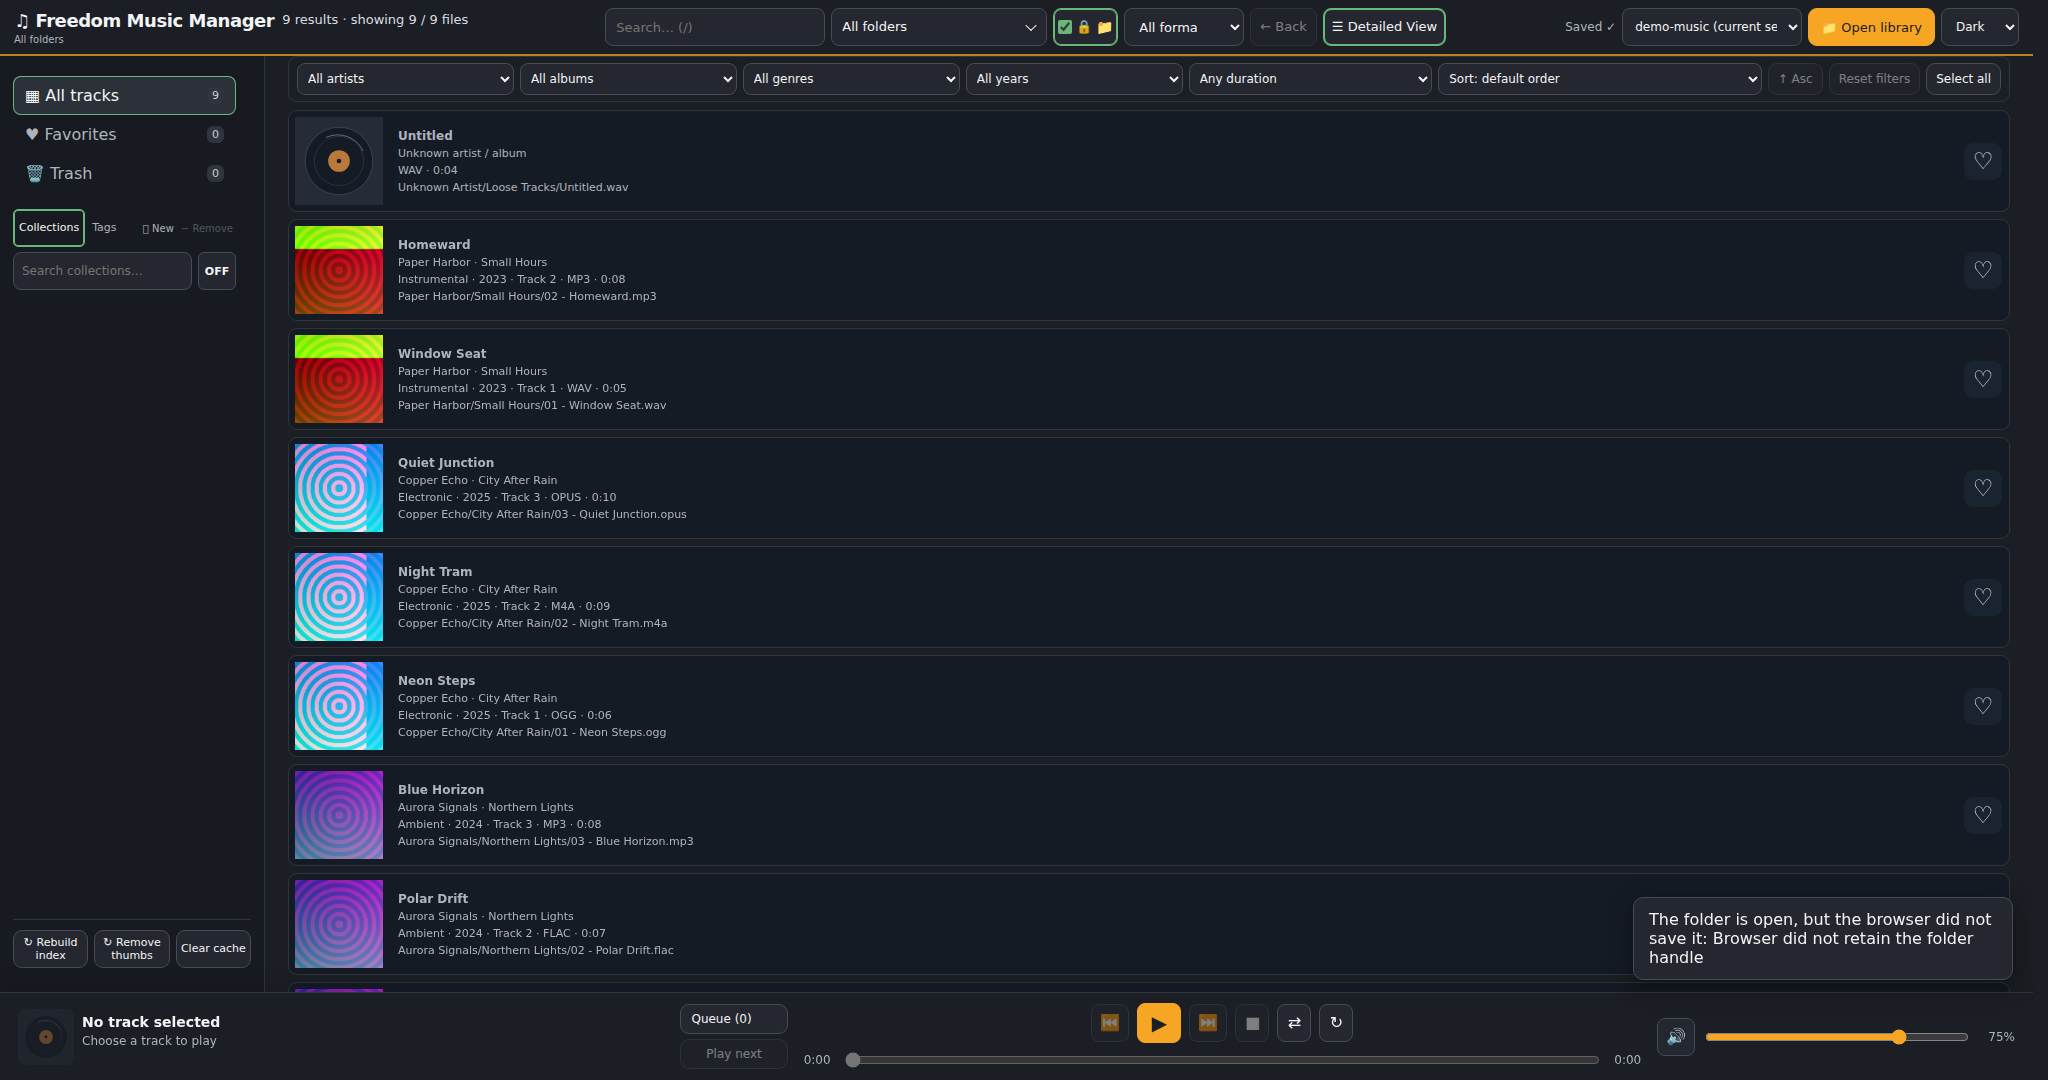 ♫ Freedom Music Manager 9 results · showing 9 / 9 files
All folders
Search… (/)
All folders
All forma
← Back
☰ Detailed View
Saved ✓
demo-music (current se
Open library
Dark
All tracks 9
Favorites 0
Trash 0
Collections
Tags
New
− Remove
Search collections…
OFF
↻ Rebuild index
↻ Remove thumbs
Clear cache
All artists
All albums
All genres
All years
Any duration
Sort: default order
↑ Asc
Reset filters
Select all
Untitled
Unknown artist / album
WAV · 0:04
Unknown Artist/Loose Tracks/Untitled.wav
Homeward
Paper Harbor · Small Hours
Instrumental · 2023 · Track 2 · MP3 · 0:08
Paper Harbor/Small Hours/02 - Homeward.mp3
Window Seat
Paper Harbor · Small Hours
Instrumental · 2023 · Track 1 · WAV · 0:05
Paper Harbor/Small Hours/01 - Window Seat.wav
Quiet Junction
Copper Echo · City After Rain
Electronic · 2025 · Track 3 · OPUS · 0:10
Copper Echo/City After Rain/03 - Quiet Junction.opus
Night Tram
Copper Echo · City After Rain
Electronic · 2025 · Track 2 · M4A · 0:09
Copper Echo/City After Rain/02 - Night Tram.m4a
Neon Steps
Copper Echo · City After Rain
Electronic · 2025 · Track 1 · OGG · 0:06
Copper Echo/City After Rain/01 - Neon Steps.ogg
Blue Horizon
Aurora Signals · Northern Lights
Ambient · 2024 · Track 3 · MP3 · 0:08
Aurora Signals/Northern Lights/03 - Blue Horizon.mp3
Polar Drift
Aurora Signals · Northern Lights
Ambient · 2024 · Track 2 · FLAC · 0:07
Aurora Signals/Northern Lights/02 - Polar Drift.flac
The folder is open, but the browser did not
save it: Browser did not retain the folder
handle
No track selected
Choose a track to play
Queue (0)
Play next
0:00
0:00
75%